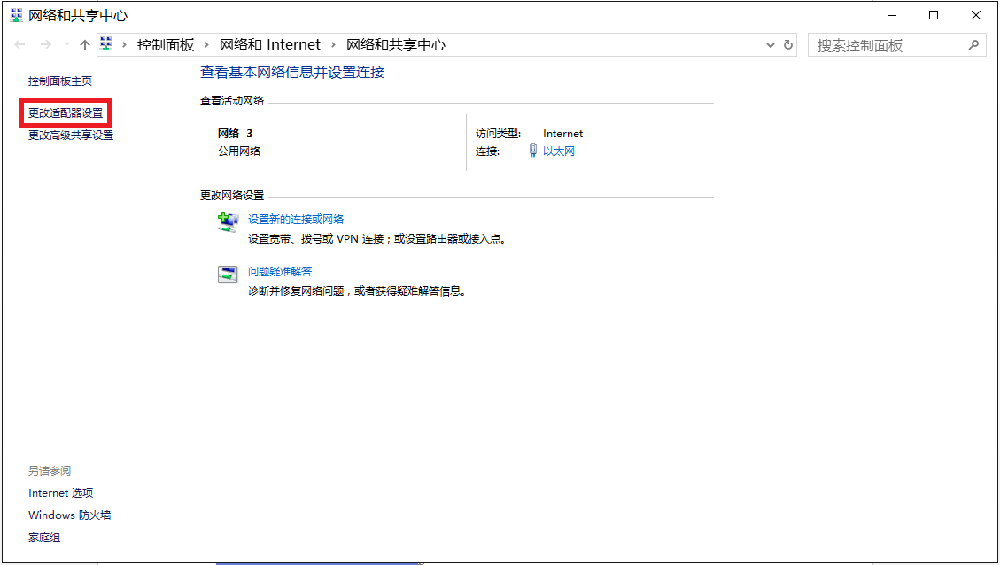 网络和共享中心
控制面板 › 网络和 Internet › 网络和共享中心
搜索控制面板
控制面板主页
更改适配器设置
更改高级共享设置
查看基本网络信息并设置连接
查看活动网络
网络 3
公用网络
访问类型: Internet
连接: 以太网
更改网络设置
设置新的连接或网络
设置宽带、拨号或 VPN 连接；或设置路由器或接入点。
问题疑难解答
诊断并修复网络问题，或者获得疑难解答信息。
另请参阅
Internet 选项
Windows 防火墙
家庭组